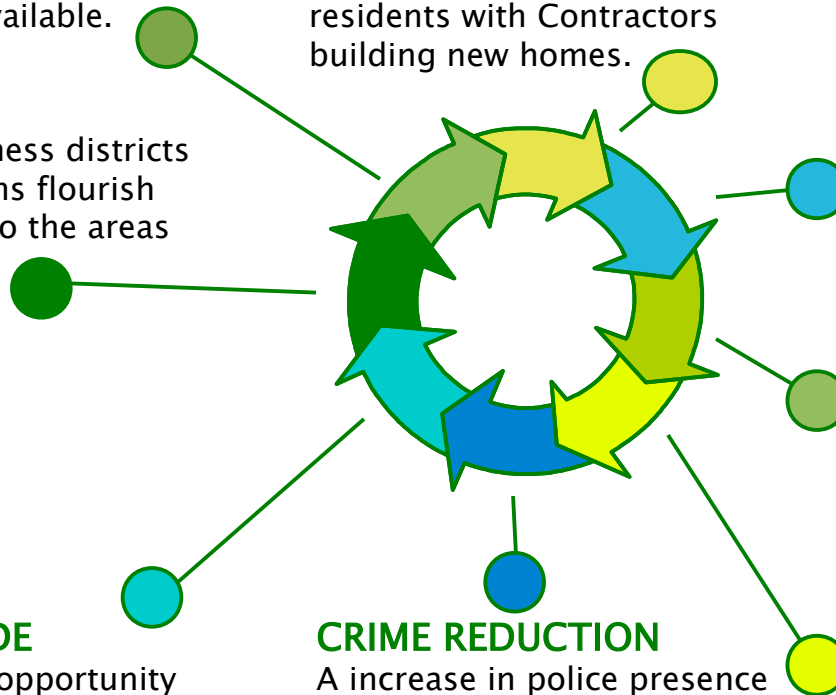 vailable.
residents with Contractors
building new homes.
ness districts
ns flourish
o the areas
DE
opportunity
CRIME REDUCTION
A increase in police presence